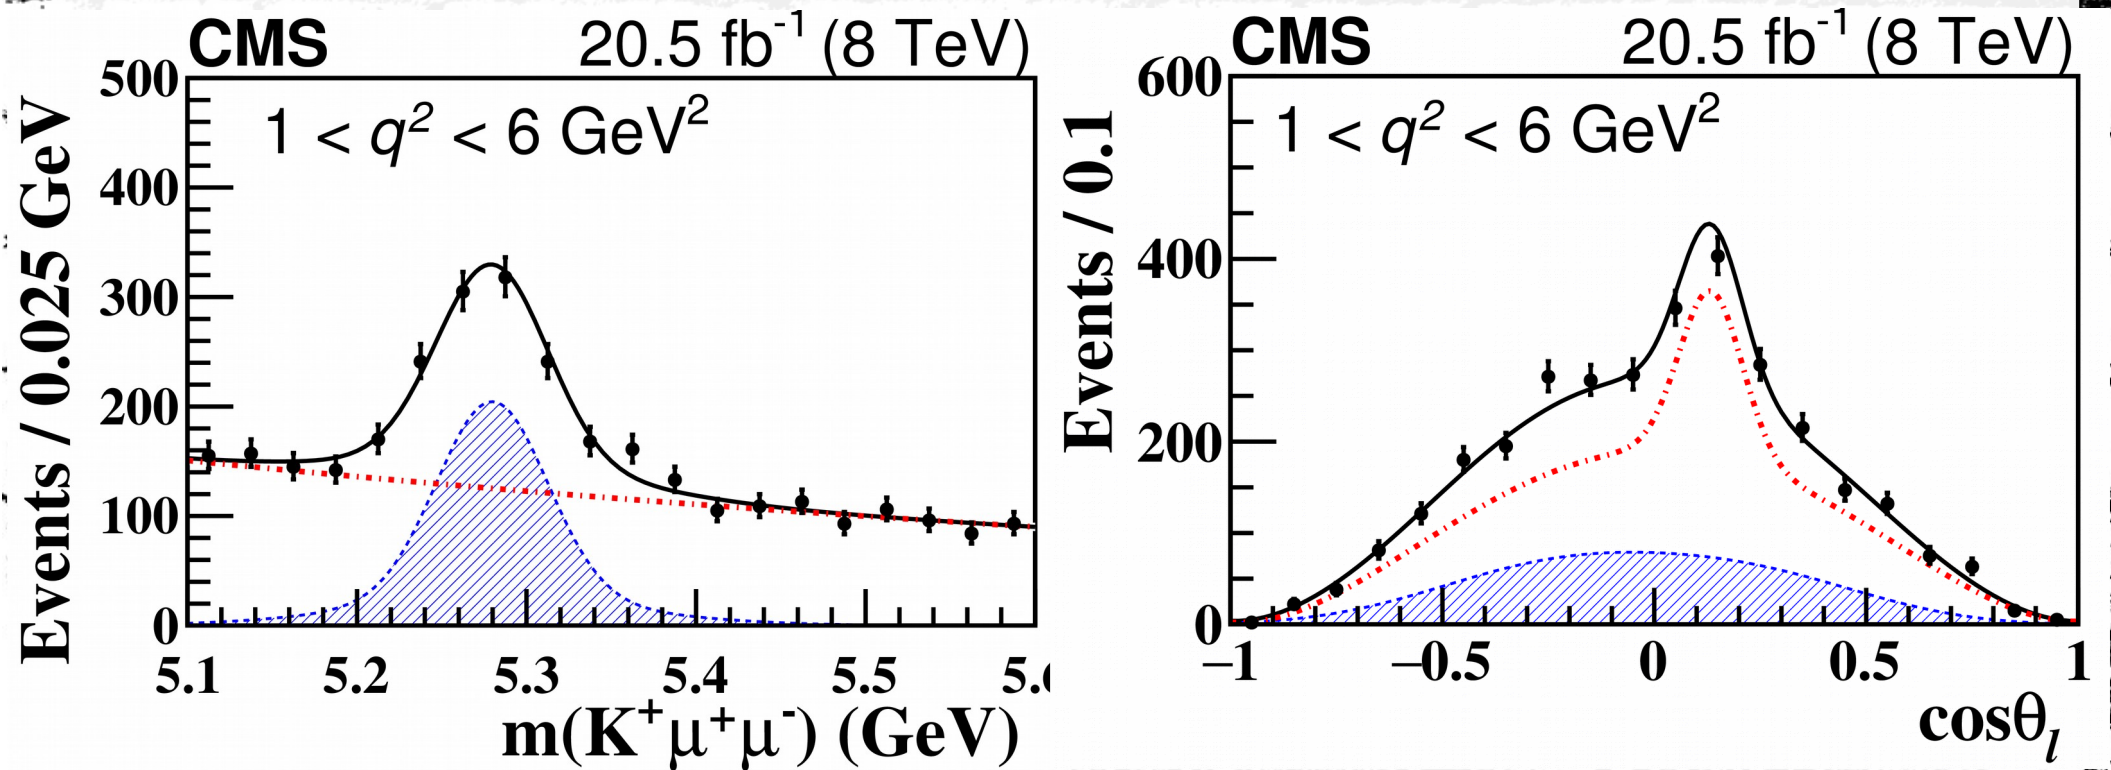 CMS 20.5 fb⁻¹ (8 TeV)
1 < q² < 6 GeV²
Events / 0.025 GeV
500
400
300
200
100
0
5.1 5.2 5.3 5.4 5.5
m(K⁺μ⁺μ⁻) (GeV)
CMS 20.5 fb⁻¹ (8 TeV)
1 < q² < 6 GeV²
Events / 0.1
600
400
200
0
−1 −0.5 0 0.5 1
cosθₗ